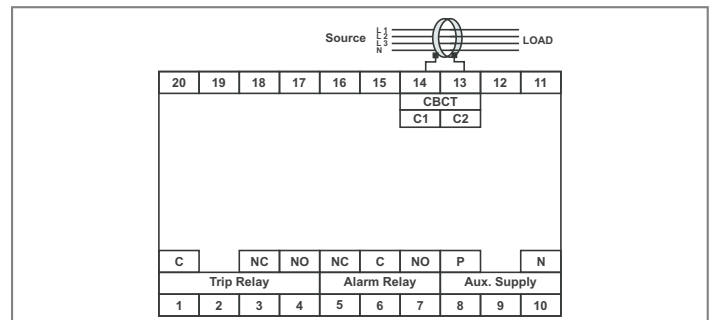 L1
Source L2
L3 LOAD
N
20 19 18 17 16 15 14 13 12 11
CBCT
C1 C2
C NC NO NC C NO P N
Trip Relay Alarm Relay Aux. Supply
1 2 3 4 5 6 7 8 9 10